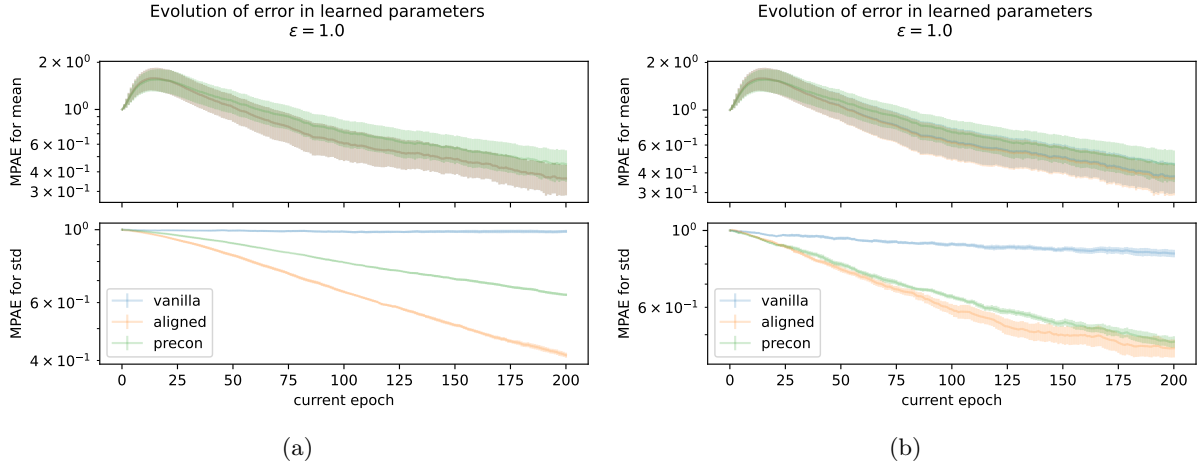 Evolution of error in learned parameters
ε = 1.0
2 × 10⁰
10⁰
6 × 10⁻¹
4 × 10⁻¹
3 × 10⁻¹
MPAE for mean
10⁰
6 × 10⁻¹
4 × 10⁻¹
MPAE for std
vanilla
aligned
precon
0 25 50 75 100 125 150 175 200
current epoch
(a)
Evolution of error in learned parameters
ε = 1.0
2 × 10⁰
10⁰
6 × 10⁻¹
4 × 10⁻¹
3 × 10⁻¹
MPAE for mean
10⁰
6 × 10⁻¹
MPAE for std
vanilla
aligned
precon
0 25 50 75 100 125 150 175 200
current epoch
(b)